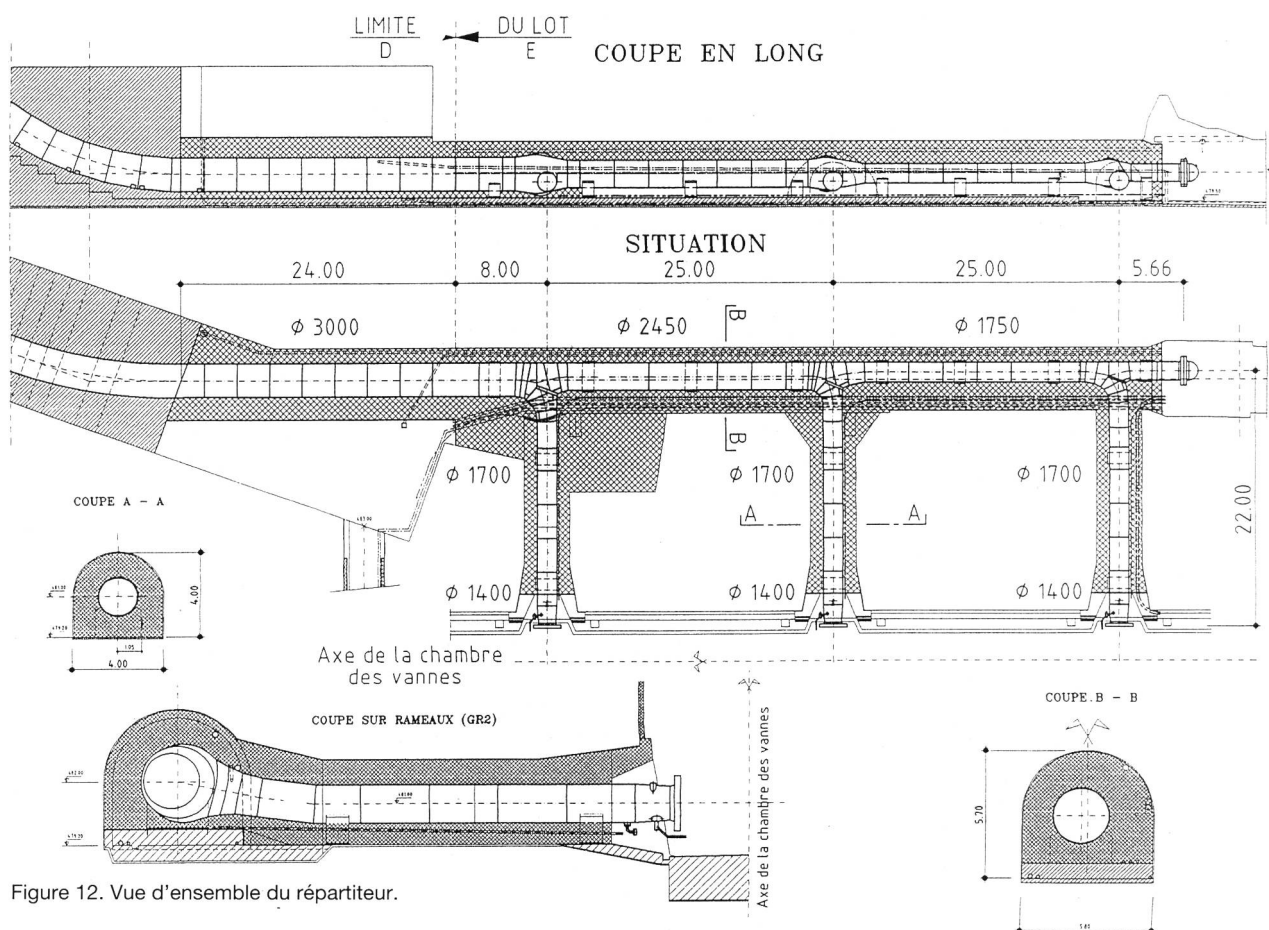 LIMITE DU LOT
D E
COUPE EN LONG
SITUATION
24.00 8.00 25.00 25.00 5.66
ϕ 3000 ϕ 2450 B ϕ 1750
B
ϕ 1700 ϕ 1700 ϕ 1700
COUPE A - A
A A
22.00
4.00
ϕ 1400 ϕ 1400 ϕ 1400
4.00
Axe de la chambre
des vannes
COUPE SUR RAMEAUX (GR2)
Axe de la chambre des vannes
COUPE.B - B
5.70
Figure 12. Vue d'ensemble du répartiteur.